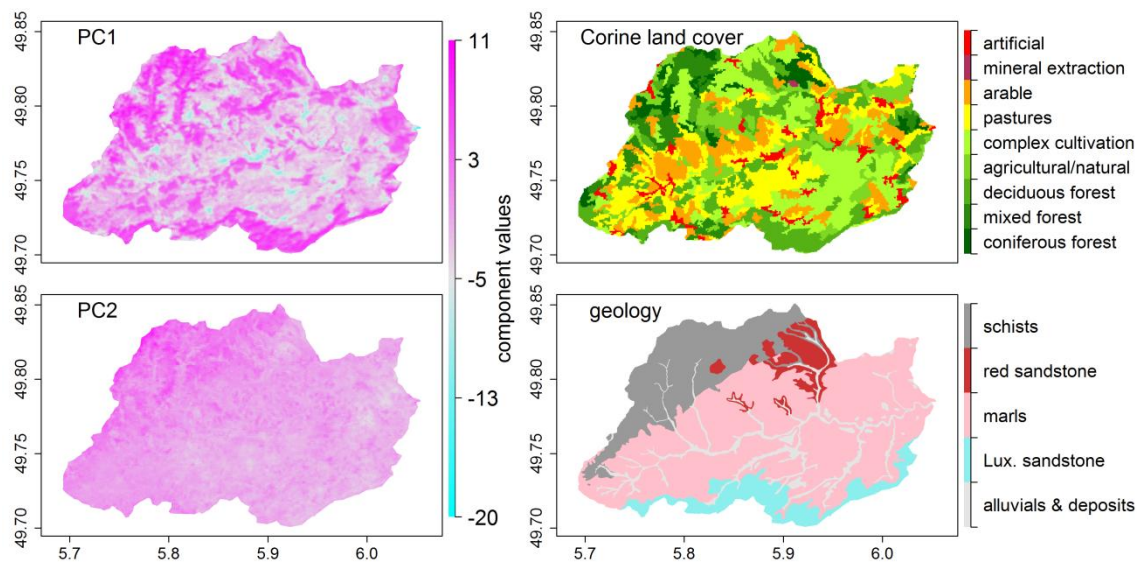 PC1
49.85
49.80
49.75
49.70
11
3
-5
-13
-20
component values
Corine land cover
49.85
49.80
49.75
49.70
artificial
mineral extraction
arable
pastures
complex cultivation
agricultural/natural
deciduous forest
mixed forest
coniferous forest
PC2
49.85
49.80
49.75
49.70
5.7 5.8 5.9 6.0
geology
49.85
49.80
49.75
49.70
5.7 5.8 5.9 6.0
schists
red sandstone
marls
Lux. sandstone
alluvials & deposits